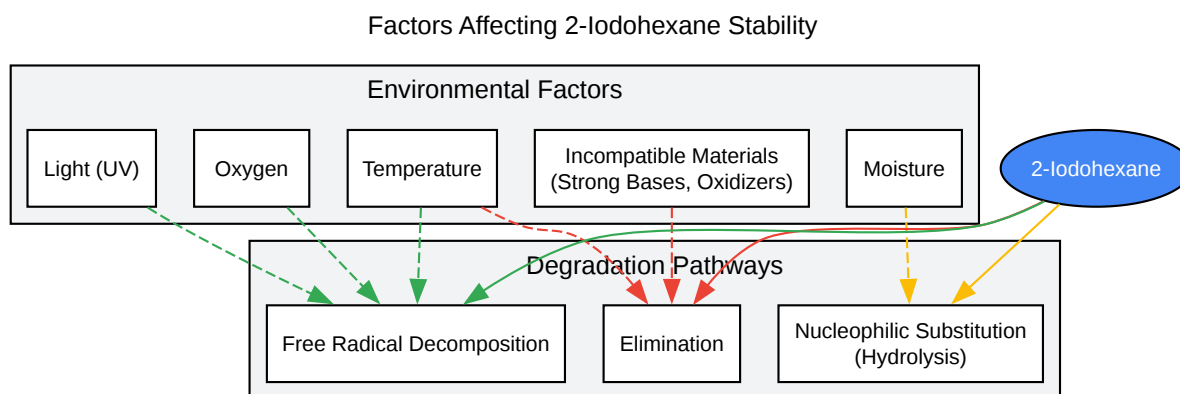 Factors Affecting 2-Iodohexane Stability
Environmental Factors
Light (UV)
Oxygen
Temperature
Incompatible Materials
(Strong Bases, Oxidizers)
Moisture
2-Iodohexane
Degradation Pathways
Free Radical Decomposition
Elimination
Nucleophilic Substitution
(Hydrolysis)